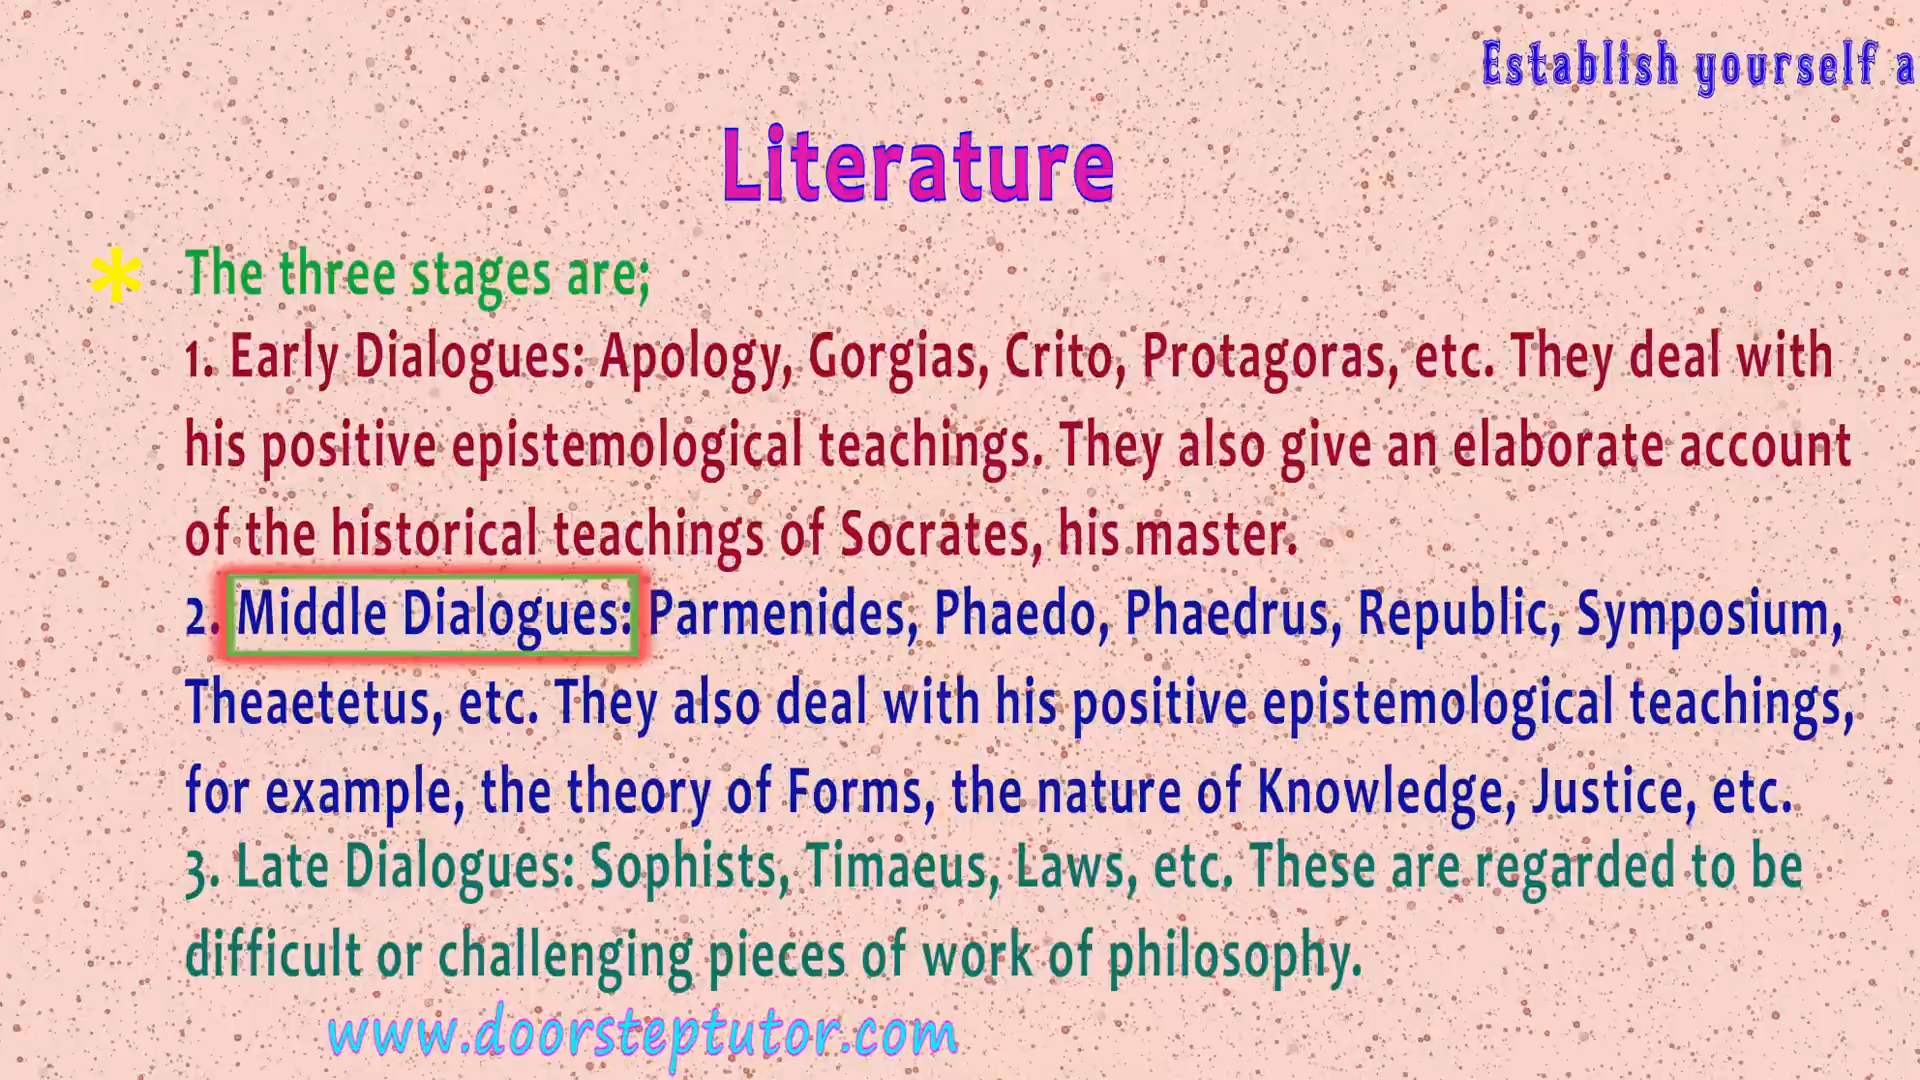 Establish yourself a
Literature
* The three stages are;
1. Early Dialogues: Apology, Gorgias, Crito, Protagoras, etc. They deal with
his positive epistemological teachings. They also give an elaborate account
of the historical teachings of Socrates, his master.
2. Middle Dialogues: Parmenides, Phaedo, Phaedrus, Republic, Symposium,
Theaetetus, etc. They also deal with his positive epistemological teachings,
for example, the theory of Forms, the nature of Knowledge, Justice, etc.
3. Late Dialogues: Sophists, Timaeus, Laws, etc. These are regarded to be
difficult or challenging pieces of work of philosophy.
www.doorsteptutor.com